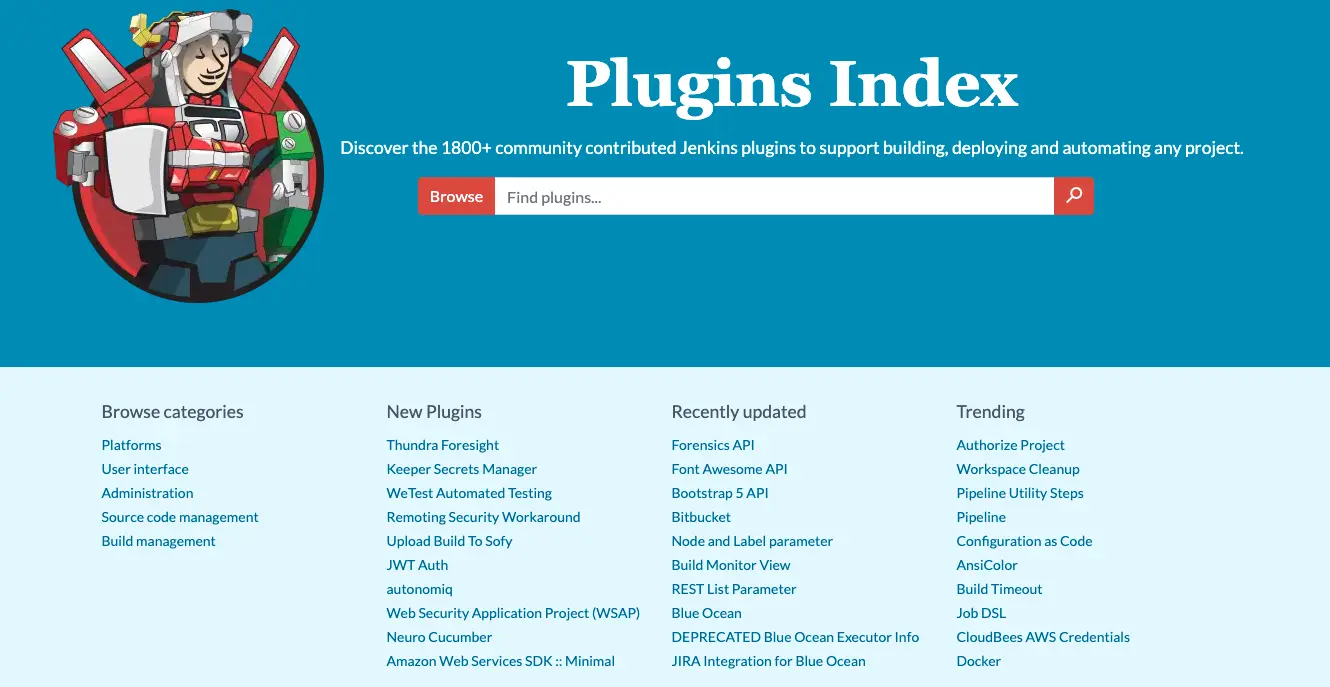 Plugins Index
Discover the 1800+ community contributed Jenkins plugins to support building, deploying and automating any project.
Browse
Find plugins...
Browse categories
Platforms
User interface
Administration
Source code management
Build management
New Plugins
Thundra Foresight
Keeper Secrets Manager
WeTest Automated Testing
Remoting Security Workaround
Upload Build To Sofy
JWT Auth
autonomiq
Web Security Application Project (WSAP)
Neuro Cucumber
Amazon Web Services SDK :: Minimal
Recently updated
Forensics API
Font Awesome API
Bootstrap 5 API
Bitbucket
Node and Label parameter
Build Monitor View
REST List Parameter
Blue Ocean
DEPRECATED Blue Ocean Executor Info
JIRA Integration for Blue Ocean
Trending
Authorize Project
Workspace Cleanup
Pipeline Utility Steps
Pipeline
Configuration as Code
AnsiColor
Build Timeout
Job DSL
CloudBees AWS Credentials
Docker